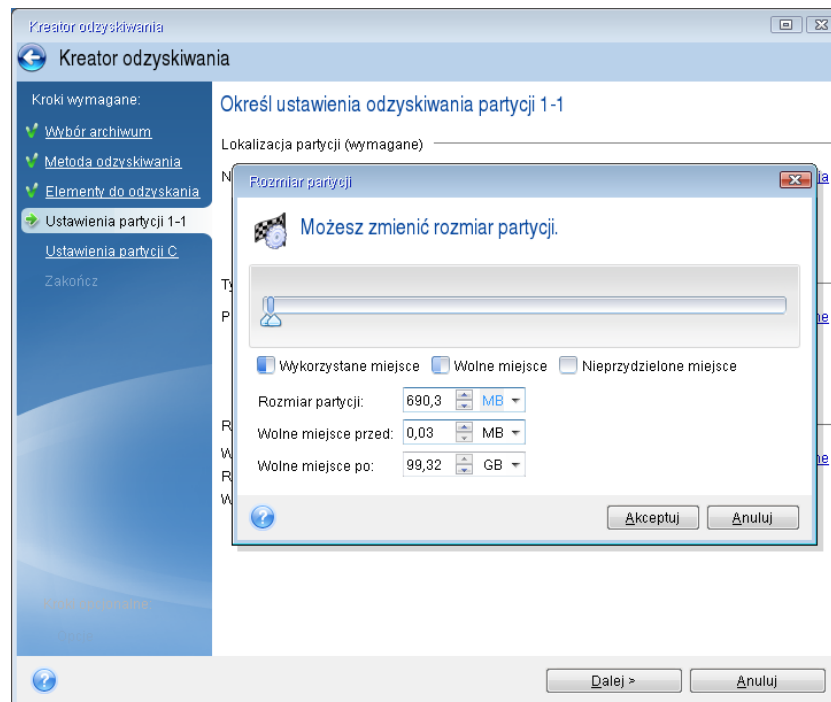 Kreator odzyskiwania
Kreator odzyskiwania
Kroki wymagane:
Wybór archiwum
Metoda odzyskiwania
Elementy do odzyskania
Ustawienia partycji 1-1
Ustawienia partycji C
Zakończ
Określ ustawienia odzyskiwania partycji 1-1
Lokalizacja partycji (wymagane)
Rozmiar partycji
Możesz zmienić rozmiar partycji.
Wykorzystane miejsce Wolne miejsce Nieprzydzielone miejsce
Rozmiar partycji: 690,3 MB
Wolne miejsce przed: 0,03 MB
Wolne miejsce po: 99,32 GB
Akceptuj Anuluj
Dalej > Anuluj